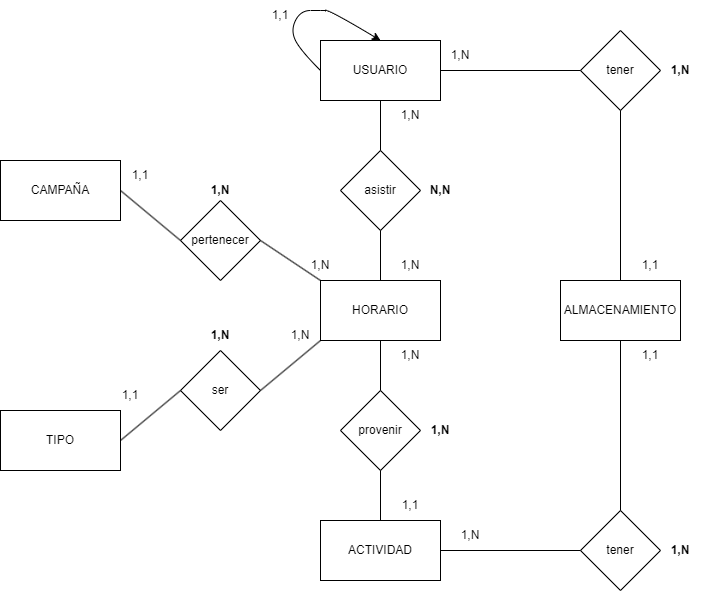 1,1
USUARIO
1,N
tener
1,N
1,N
CAMPAÑA
1,1
1,N
asistir
N,N
pertenecer
1,N
1,N
1,1
HORARIO
ALMACENAMIENTO
1,N
1,N
1,N
1,1
ser
1,1
provenir
1,N
TIPO
1,1
1,N
ACTIVIDAD
tener
1,N